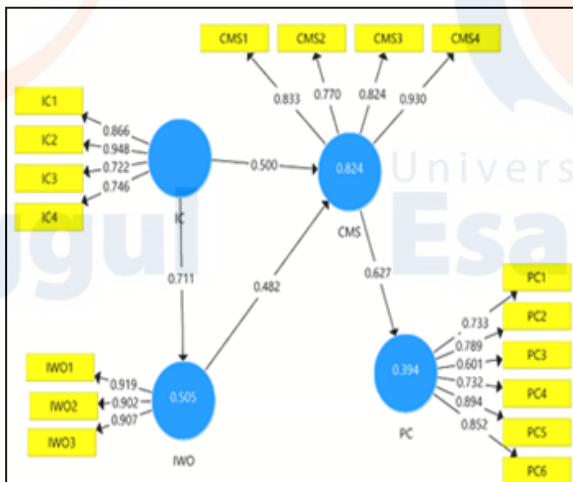 CMS1 CMS2 CMS3 CMS4
0.833 0.770 0.824 0.930
IC1
IC2
IC3
IC4
0.866
0.948
0.722
0.746
IC
0.500
0.824
CMS
0.711
0.482
0.627
IWO1
IWO2
IWO3
0.919
0.902
0.907
0.505
IWO
0.394
PC
0.733
0.789
0.601
0.732
0.894
0.852
PC1
PC2
PC3
PC4
PC5
PC6
Univers
ggul
Esa